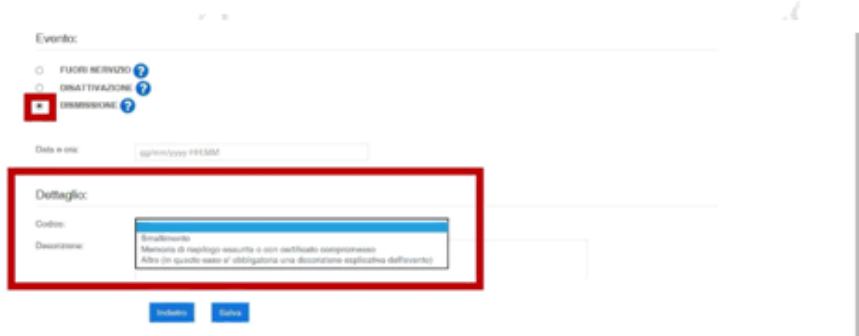 Evento:
FUORI SERVIZIO
DISATTIVAZIONE
DISMISSIONE
Data e ora:
gg/mm/yyyy HH:MM
Dettaglio:
Codice:
Smaltimento
Descrizione:
Memoria di riepilogo esaurita o con certificato compromesso
Altro (in questo caso e' obbligatoria una descrizione esplicativa dell'evento)
Indietro
Salva